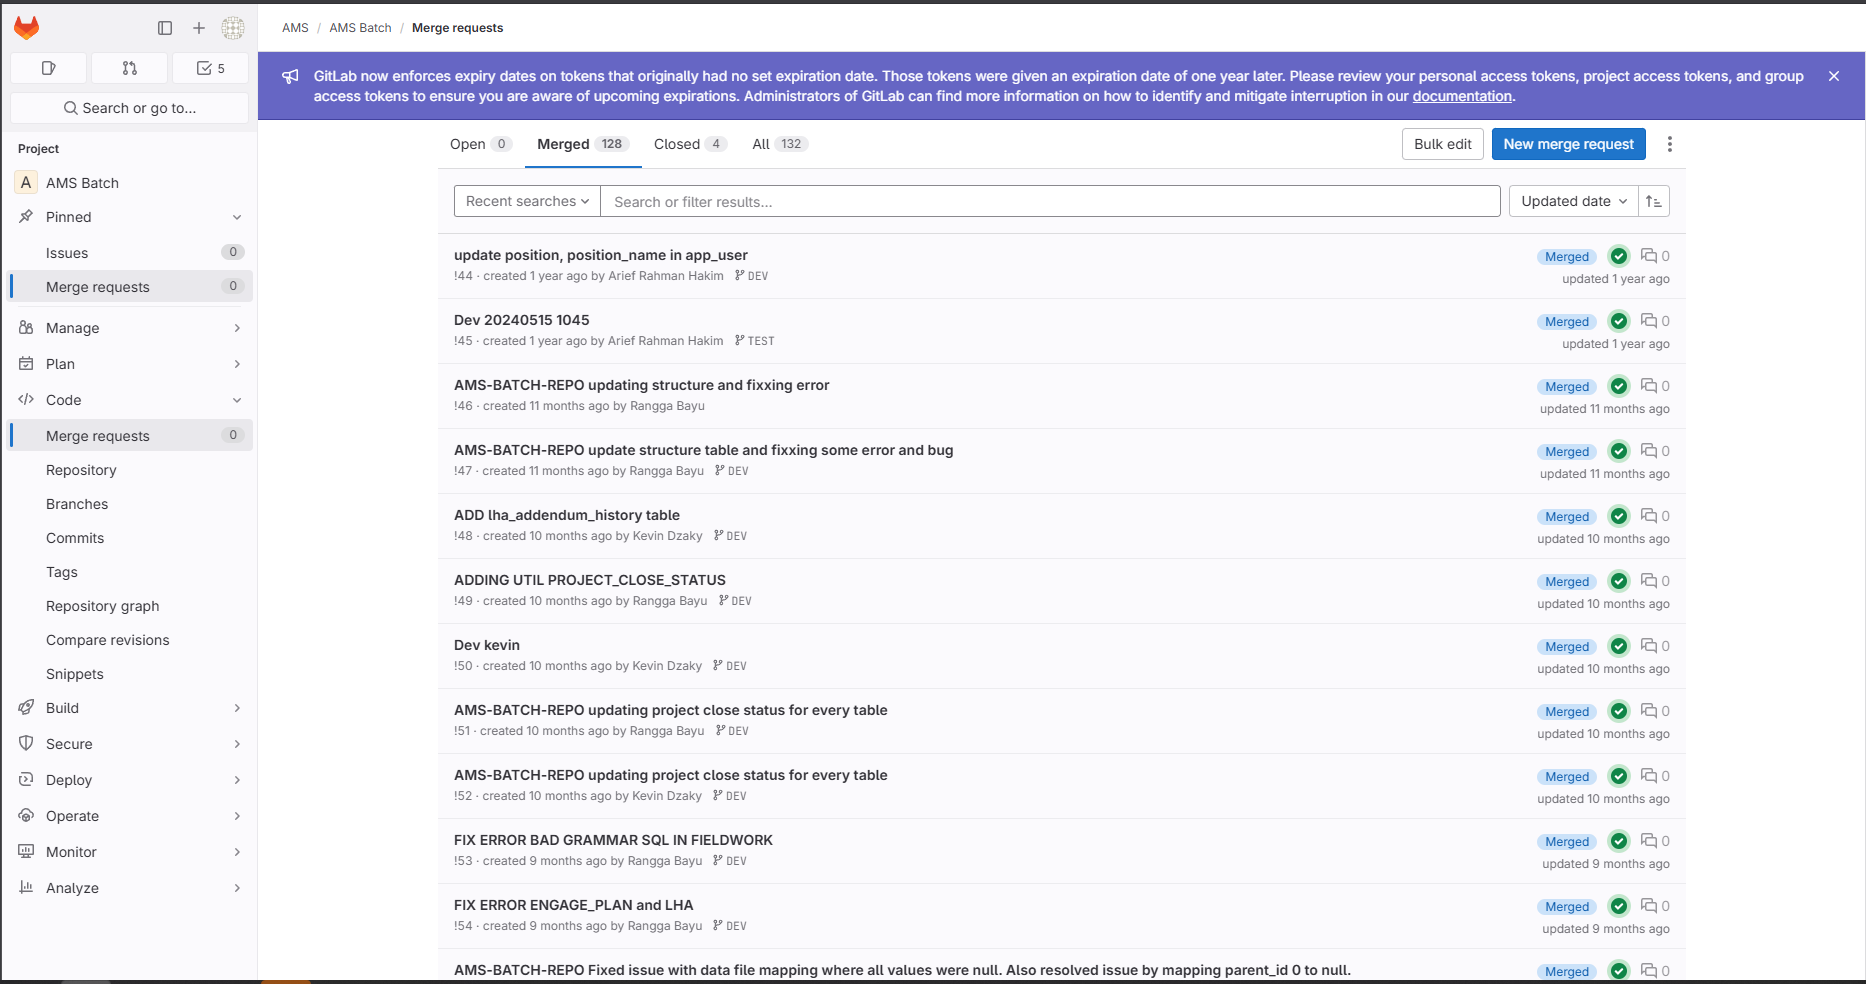 AMS / AMS Batch / Merge requests
5
Search or go to...
Project
A AMS Batch
Pinned
Issues 0
Merge requests 0
Manage
Plan
Code
Merge requests 0
Repository
Branches
Commits
Tags
Repository graph
Compare revisions
Snippets
Build
Secure
Deploy
Operate
Monitor
Analyze
GitLab now enforces expiry dates on tokens that originally had no set expiration date. Those tokens were given an expiration date of one year later. Please review your personal access tokens, project access tokens, and group
access tokens to ensure you are aware of upcoming expirations. Administrators of GitLab can find more information on how to identify and mitigate interruption in our documentation.
Open 0 Merged 128 Closed 4 All 132 Bulk edit New merge request
Recent searches Search or filter results... Updated date
update position, position_name in app_user Merged 0
!44 · created 1 year ago by Arief Rahman Hakim DEV updated 1 year ago
Dev 20240515 1045 Merged 0
!45 · created 1 year ago by Arief Rahman Hakim TEST updated 1 year ago
AMS-BATCH-REPO updating structure and fixxing error Merged 0
!46 · created 11 months ago by Rangga Bayu updated 11 months ago
AMS-BATCH-REPO update structure table and fixxing some error and bug Merged 0
!47 · created 11 months ago by Rangga Bayu DEV updated 11 months ago
ADD lha_addendum_history table Merged 0
!48 · created 10 months ago by Kevin Dzaky DEV updated 10 months ago
ADDING UTIL PROJECT_CLOSE_STATUS Merged 0
!49 · created 10 months ago by Rangga Bayu DEV updated 10 months ago
Dev kevin Merged 0
!50 · created 10 months ago by Kevin Dzaky DEV updated 10 months ago
AMS-BATCH-REPO updating project close status for every table Merged 0
!51 · created 10 months ago by Rangga Bayu DEV updated 10 months ago
AMS-BATCH-REPO updating project close status for every table Merged 0
!52 · created 10 months ago by Kevin Dzaky DEV updated 10 months ago
FIX ERROR BAD GRAMMAR SQL IN FIELDWORK Merged 0
!53 · created 9 months ago by Rangga Bayu DEV updated 9 months ago
FIX ERROR ENGAGE_PLAN and LHA Merged 0
!54 · created 9 months ago by Rangga Bayu DEV updated 9 months ago
AMS-BATCH-REPO Fixed issue with data file mapping where all values were null. Also resolved issue by mapping parent_id 0 to null. Merged 0